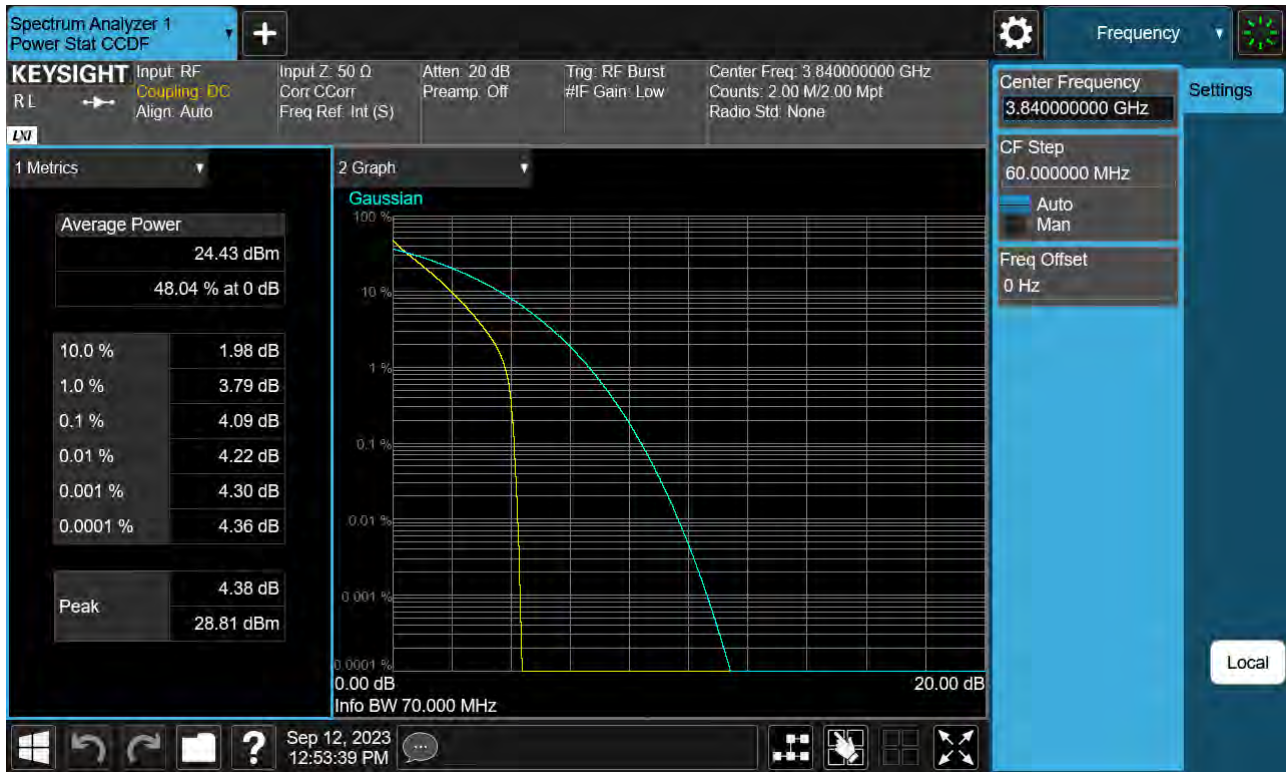 Spectrum Analyzer 1
Power Stat CCDF
Frequency
KEYSIGHT
RL
LXI
Input: RF
Coupling: DC
Align: Auto
Input Z: 50 Ω
Corr CCorr
Freq Ref: Int (S)
Atten: 20 dB
Preamp: Off
Trig: RF Burst
#IF Gain: Low
Center Freq: 3.840000000 GHz
Counts: 2.00 M/2.00 Mpt
Radio Std: None
Center Frequency
3.840000000 GHz
Settings
CF Step
60.000000 MHz
Auto
Man
Freq Offset
0 Hz
Local
1 Metrics
Average Power
24.43 dBm
48.04 % at 0 dB
10.0 % 1.98 dB
1.0 % 3.79 dB
0.1 % 4.09 dB
0.01 % 4.22 dB
0.001 % 4.30 dB
0.0001 % 4.36 dB
Peak
4.38 dB
28.81 dBm
2 Graph
Gaussian
100 %
10 %
1 %
0.1 %
0.01 %
0.001 %
0.0001 %
0.00 dB 20.00 dB
Info BW 70.000 MHz
Sep 12, 2023
12:53:39 PM